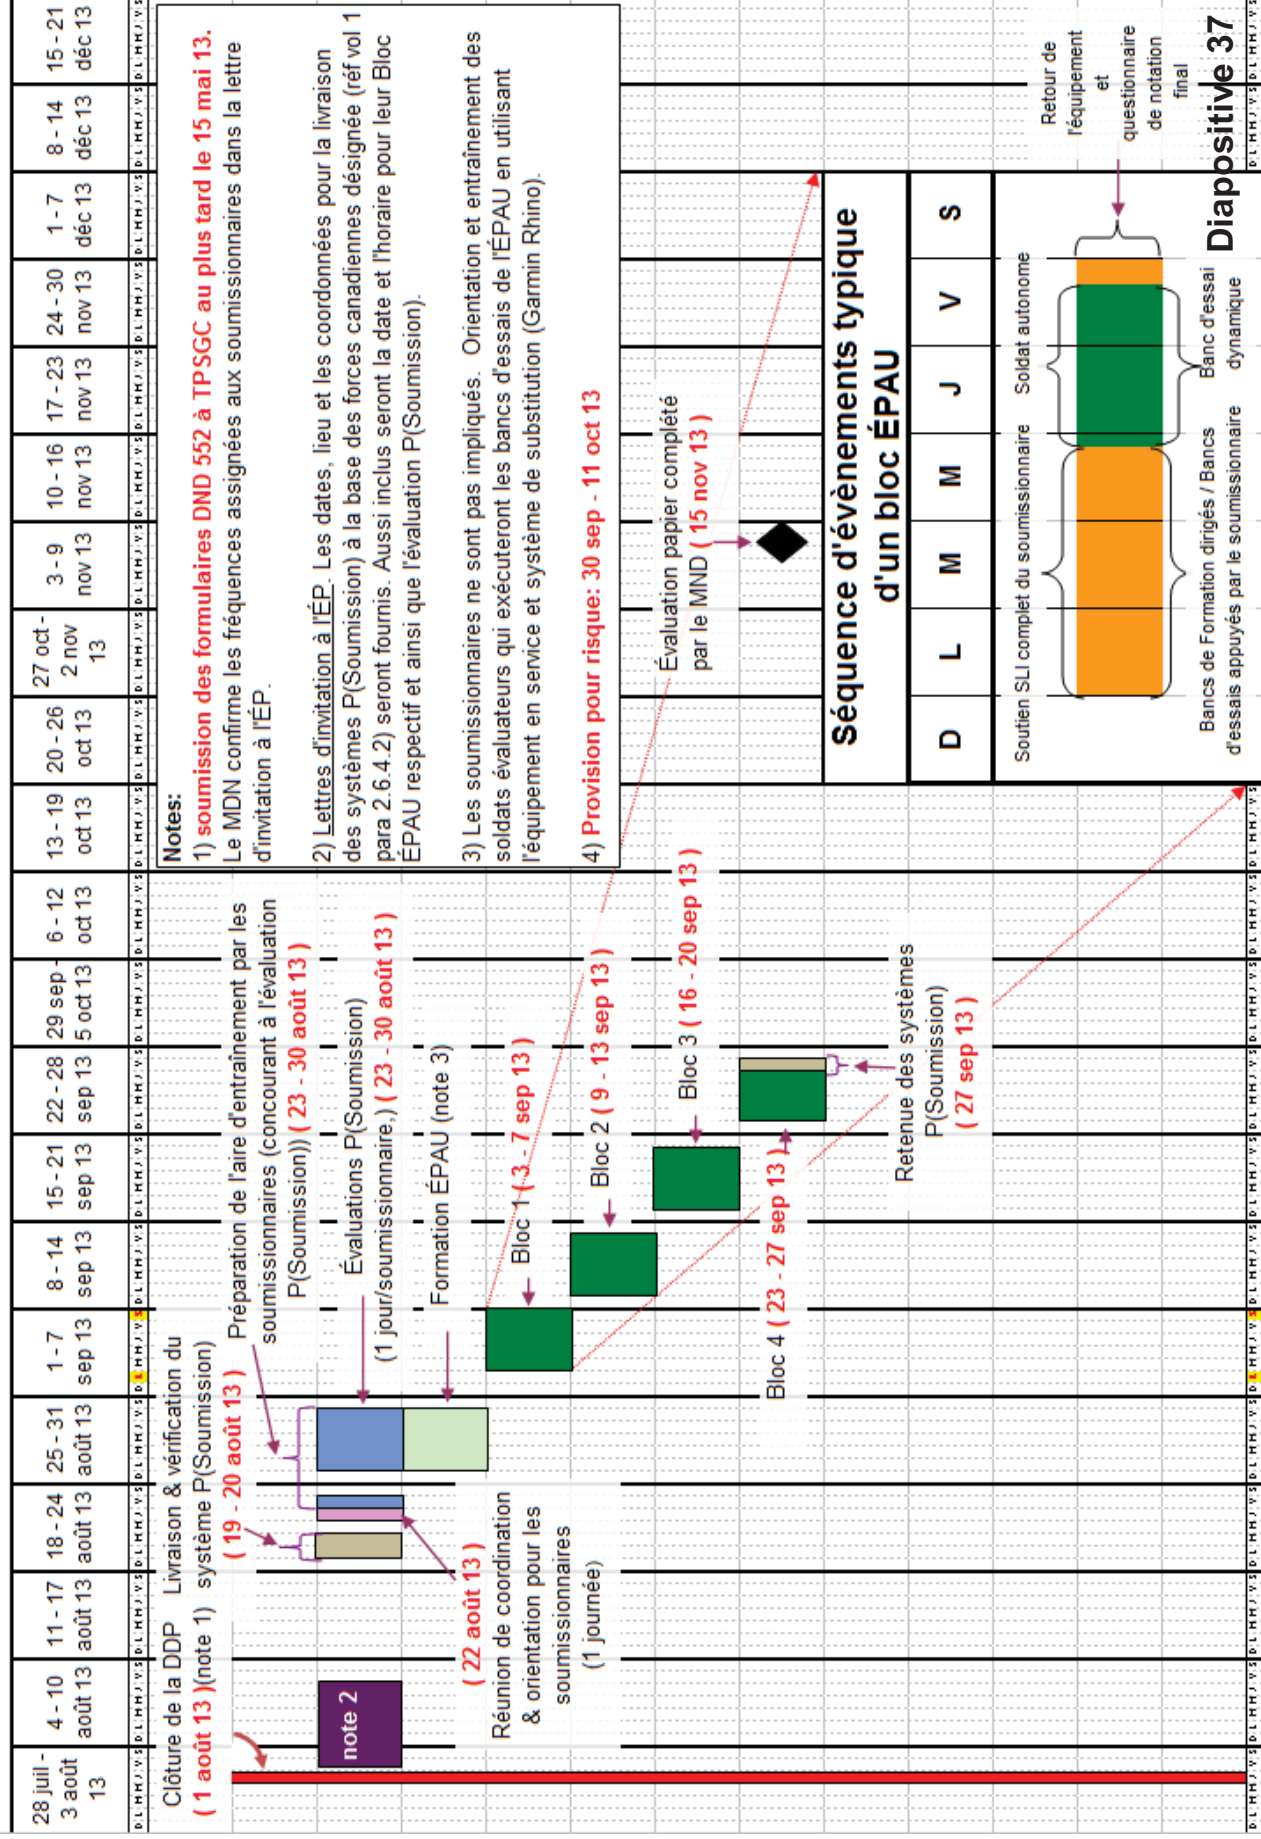 28 juil -
3 août
13
4 - 10
août 13
11 - 17
août 13
18 - 24
août 13
25 - 31
août 13
1 - 7
sep 13
8 - 14
sep 13
15 - 21
sep 13
22 - 28
sep 13
29 sep -
5 oct 13
6 - 12
oct 13
13 - 19
oct 13
20 - 26
oct 13
27 oct -
2 nov
13
3 - 9
nov 13
10 - 16
nov 13
17 - 23
nov 13
24 - 30
nov 13
1 - 7
déc 13
8 - 14
déc 13
15 - 21
déc 13
D L M M J V S D L M M J V S D L M M J V S D L M M J V S D L M M J V S D L M M J V S D L M M J V S D L M M J V S D L M M J V S D L M M J V S D L M M J V S D L M M J V S D L M M J V S D L M M J V S D L M M J V S D L M M J V S D L M M J V S D L M M J V S D L M M J V S D L M M J V S D L M M J V S
Clôture de la DDP
( 1 août 13 )(note 1)
Livraison & vérification du
système P(Soumission)
( 19 - 20 août 13 )
Préparation de l'aire d'entraînement par les
soumissionnaires (concourant à l'évaluation
P(Soumission)) ( 23 - 30 août 13 )
note 2
Évaluations P(Soumission)
(1 jour/soumissionnaire,) ( 23 - 30 août 13 )
Formation ÉPAU (note 3)
( 22 août 13 )
Réunion de coordination
& orientation pour les
soumissionnaires
(1 journée)
Bloc 1 ( 3 - 7 sep 13 )
Bloc 2 ( 9 - 13 sep 13 )
Bloc 3 ( 16 - 20 sep 13 )
Bloc 4 ( 23 - 27 sep 13 )
Retenue des systèmes
P(Soumission)
( 27 sep 13 )
Notes:
1) soumission des formulaires DND 552 à TPSGC au plus tard le 15 mai 13.
Le MDN confirme les fréquences assignées aux soumissionnaires dans la lettre
d'invitation à l'ÉP.
2) Lettres d'invitation à l'ÉP. Les dates, lieu et les coordonnées pour la livraison
des systèmes P(Soumission) à la base des forces canadiennes désignée (réf vol 1
para 2.6.4.2) seront fournis. Aussi inclus seront la date et l'horaire pour leur Bloc
ÉPAU respectif et ainsi que l'évaluation P(Soumission).
3) Les soumissionnaires ne sont pas impliqués. Orientation et entraînement des
soldats évaluateurs qui exécuteront les bancs d'essais de l'ÉPAU en utilisant
l'équipement en service et système de substitution (Garmin Rhino).
4) Provision pour risque: 30 sep - 11 oct 13
Évaluation papier complété
par le MND ( 15 nov 13 )
Séquence d'évènements typique
d'un bloc ÉPAU
D L M M J V S
Soutien SLI complet du soumissionnaire
Soldat autonome
Bancs de Formation dirigés / Bancs
d'essais appuyés par le soumissionnaire
Banc d'essai
dynamique
Retour de
l'équipement
et
questionnaire
de notation
final
Diapositive 37
D L M M J V S D L M M J V S D L M M J V S D L M M J V S D L M M J V S D L M M J V S D L M M J V S D L M M J V S D L M M J V S D L M M J V S D L M M J V S D L M M J V S D L M M J V S D L M M J V S D L M M J V S D L M M J V S D L M M J V S D L M M J V S D L M M J V S D L M M J V S D L M M J V S